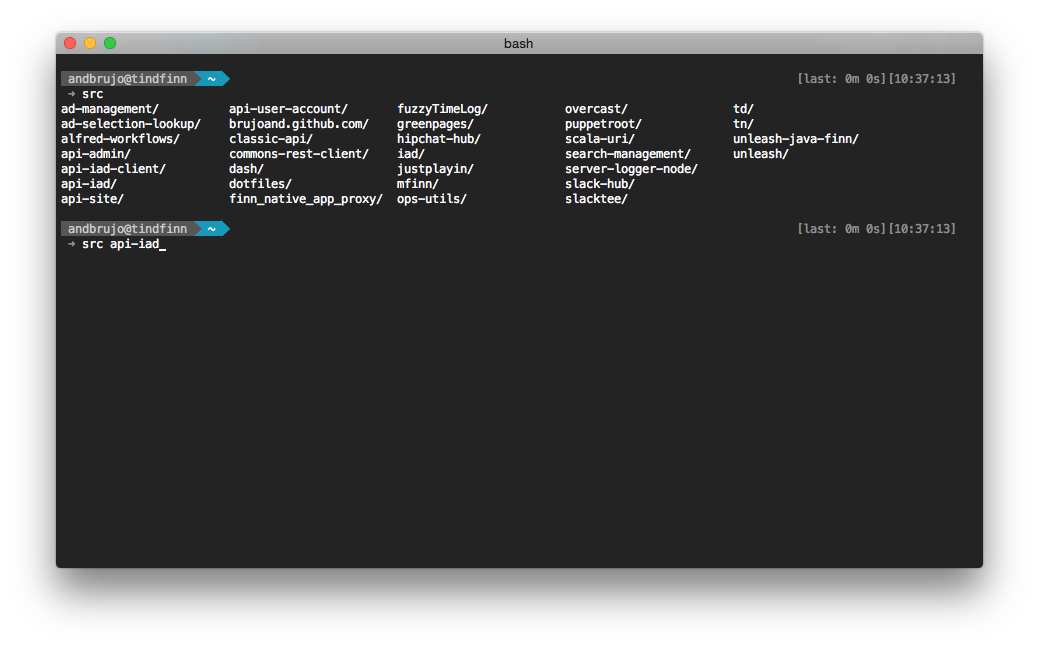 bash
andbrujo@tindfinn ~ [last: 0m 0s][10:37:13]
→ src
ad-management/ api-user-account/ fuzzyTimeLog/ overcast/ td/
ad-selection-lookup/ brujoand.github.com/ greenpages/ puppetroot/ tn/
alfred-workflows/ classic-api/ hipchat-hub/ scala-uri/ unleash-java-finn/
api-admin/ commons-rest-client/ iad/ search-management/ unleash/
api-iad-client/ dash/ justplayin/ server-logger-node/
api-iad/ dotfiles/ mfinn/ slack-hub/
api-site/ finn_native_app_proxy/ ops-utils/ slacktee/
andbrujo@tindfinn ~ [last: 0m 0s][10:37:13]
→ src api-iad_